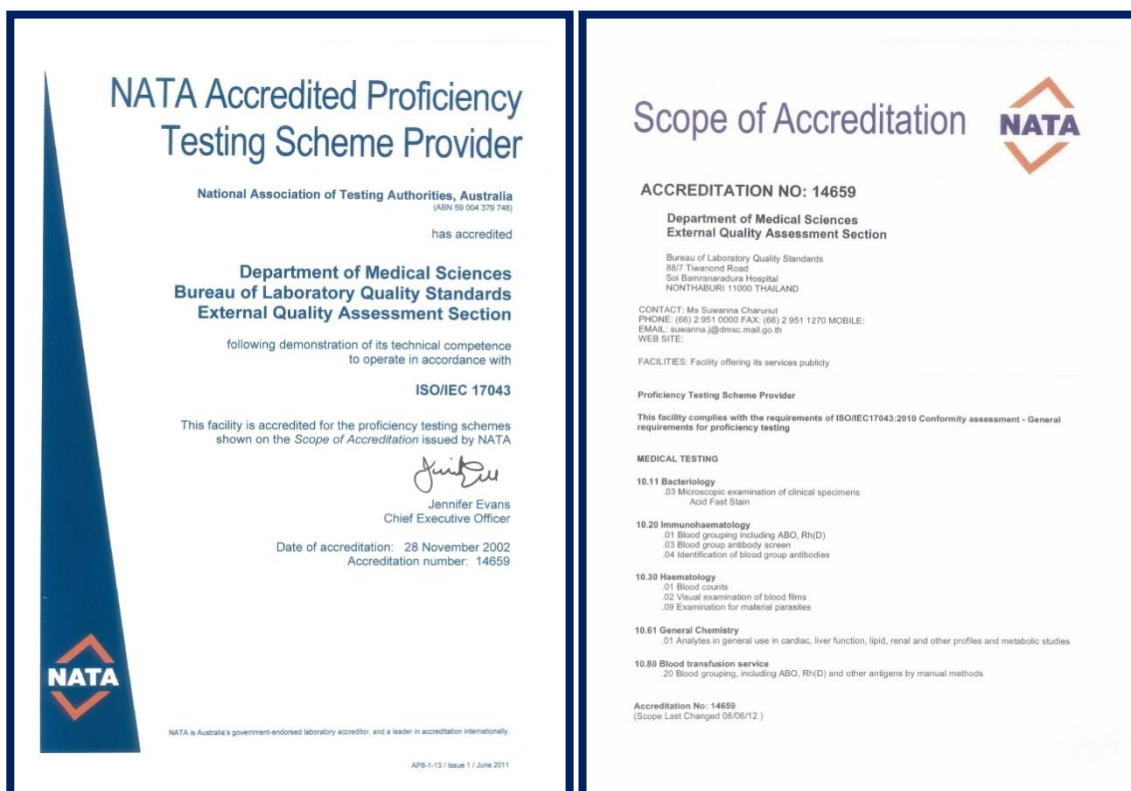 NATA Accredited Proficiency
Testing Scheme Provider
National Association of Testing Authorities, Australia
(ABN 59 004 379 748)
has accredited
Department of Medical Sciences
Bureau of Laboratory Quality Standards
External Quality Assessment Section
following demonstration of its technical competence
to operate in accordance with
ISO/IEC 17043
This facility is accredited for the proficiency testing schemes
shown on the Scope of Accreditation issued by NATA
Jennifer Evans
Chief Executive Officer
Date of accreditation: 28 November 2002
Accreditation number: 14659
NATA
NATA is Australia's government-endorsed laboratory accreditor, and a leader in accreditation internationally.
AP8-1-13 / Issue 1 / June 2011
Scope of Accreditation
NATA
ACCREDITATION NO: 14659
Department of Medical Sciences
External Quality Assessment Section
Bureau of Laboratory Quality Standards
88/7 Tiwanond Road
Soi Bamranaradura Hospital
NONTHABURI 11000 THAILAND
CONTACT: Ms Suwanna Charunut
PHONE: (66) 2 951 0000 FAX: (66) 2 951 1270 MOBILE:
EMAIL: suwanna.j@dmsc.mail.go.th
WEB SITE:
FACILITIES: Facility offering its services publicly
Proficiency Testing Scheme Provider
This facility complies with the requirements of ISO/IEC17043:2010 Conformity assessment - General
requirements for proficiency testing
MEDICAL TESTING
10.11 Bacteriology
.03 Microscopic examination of clinical specimens
Acid Fast Stain
10.20 Immunohaematology
.01 Blood grouping including ABO, Rh(D)
.03 Blood group antibody screen
.04 Identification of blood group antibodies
10.30 Haematology
.01 Blood counts
.02 Visual examination of blood films
.09 Examination for malarial parasites
10.61 General Chemistry
.01 Analytes in general use in cardiac, liver function, lipid, renal and other profiles and metabolic studies
10.80 Blood transfusion service
.20 Blood grouping, including ABO, Rh(D) and other antigens by manual methods
Accreditation No: 14659
(Scope Last Changed 08/06/12 )